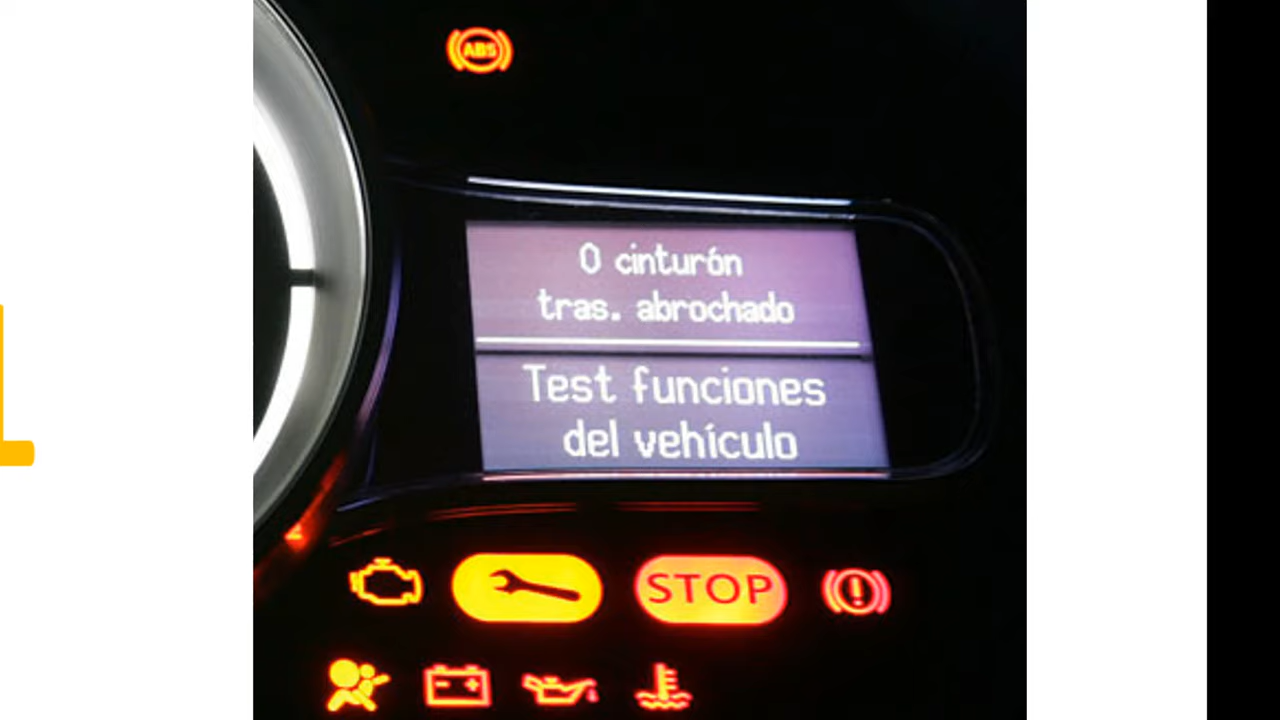 ABS
0 cinturón
tras. abrochado
Test funciones
del vehículo
STOP